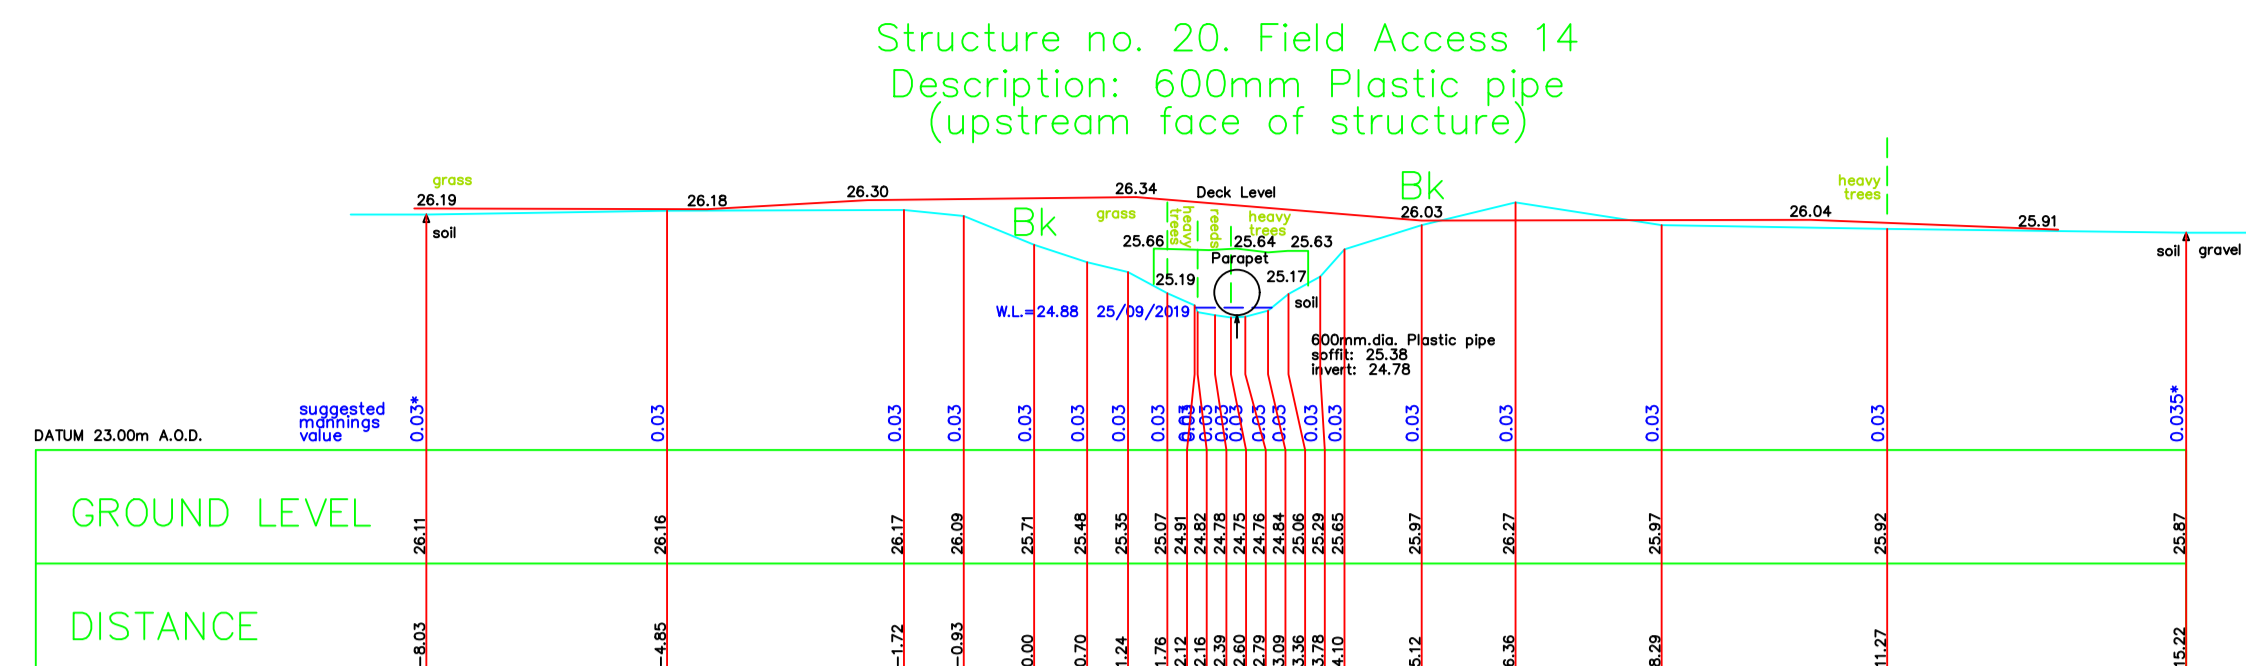 Structure no. 20. Field Access 14
Description: 600mm Plastic pipe
(upstream face of structure)
grass
26.19
26.18
26.30
26.34
Deck Level
Bk
26.03
26.04
heavy
trees
25.91
soil
Bk
grass
heavy
trees
reeds
heavy
trees
25.66
25.64
25.63
Parapet
25.19
25.17
soil
soil
gravel
W.L.=24.88 25/09/2019
600mm.dia. Plastic pipe
soffit: 25.38
invert: 24.78
suggested
mannings
value
0.03* 0.03 0.03 0.03 0.03 0.03 0.03 0.03 0.03 0.03 0.03 0.03 0.03 0.03 0.03 0.03 0.03 0.03 0.03 0.03 0.035*
DATUM 23.00m A.O.D.
GROUND LEVEL
26.11 26.16 26.17 26.09 25.71 25.48 25.35 25.07 24.91 24.82 24.78 24.75 24.76 24.84 25.06 25.29 25.65 25.97 26.27 25.97 25.92 25.87
DISTANCE
-8.03 -4.85 -1.72 -0.93 0.00 0.70 1.24 1.76 2.12 2.16 2.39 2.60 2.79 3.09 3.36 3.78 4.10 5.12 6.36 8.29 11.27 15.22